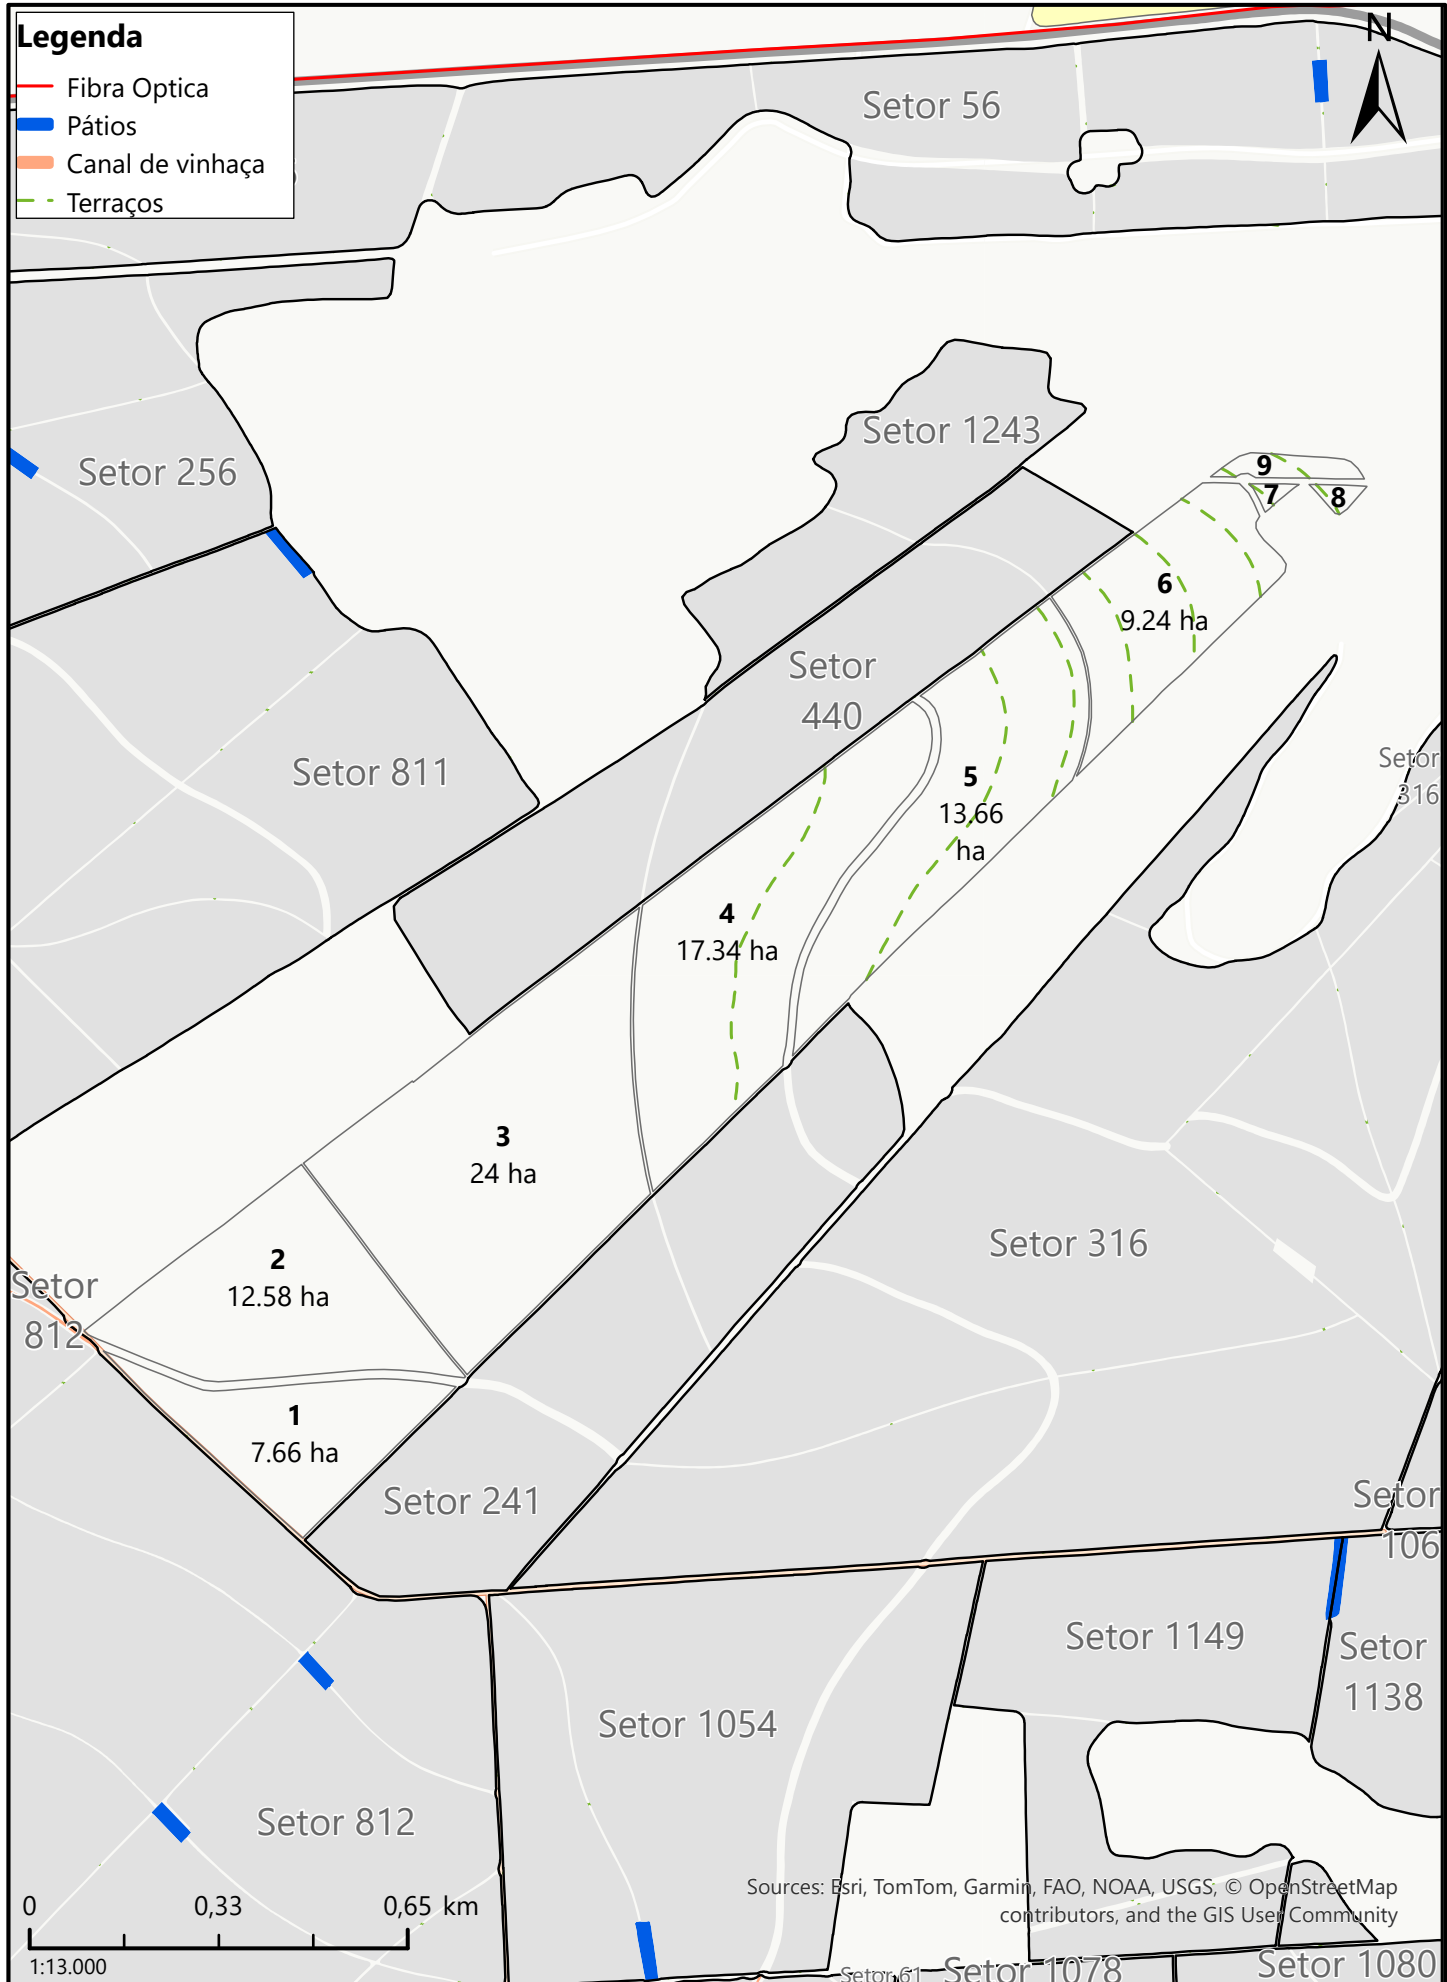 Legenda
Fibra Optica
Pátios
Canal de vinhaça
Terraços
N
Setor 56
Setor 1243
Setor 256
9
7
8
6
9.24 ha
Setor
440
Setor 811
Setor
316
5
13.66
ha
4
17.34 ha
3
24 ha
Setor 316
2
12.58 ha
Setor
812
1
7.66 ha
Setor 241
Setor
106
Setor 1149
Setor
1138
Setor 1054
Setor 812
Sources: Esri, TomTom, Garmin, FAO, NOAA, USGS, © OpenStreetMap
contributors, and the GIS User Community
0 0,33 0,65 km
1:13.000
Setor 61
Setor 1078
Setor 1080